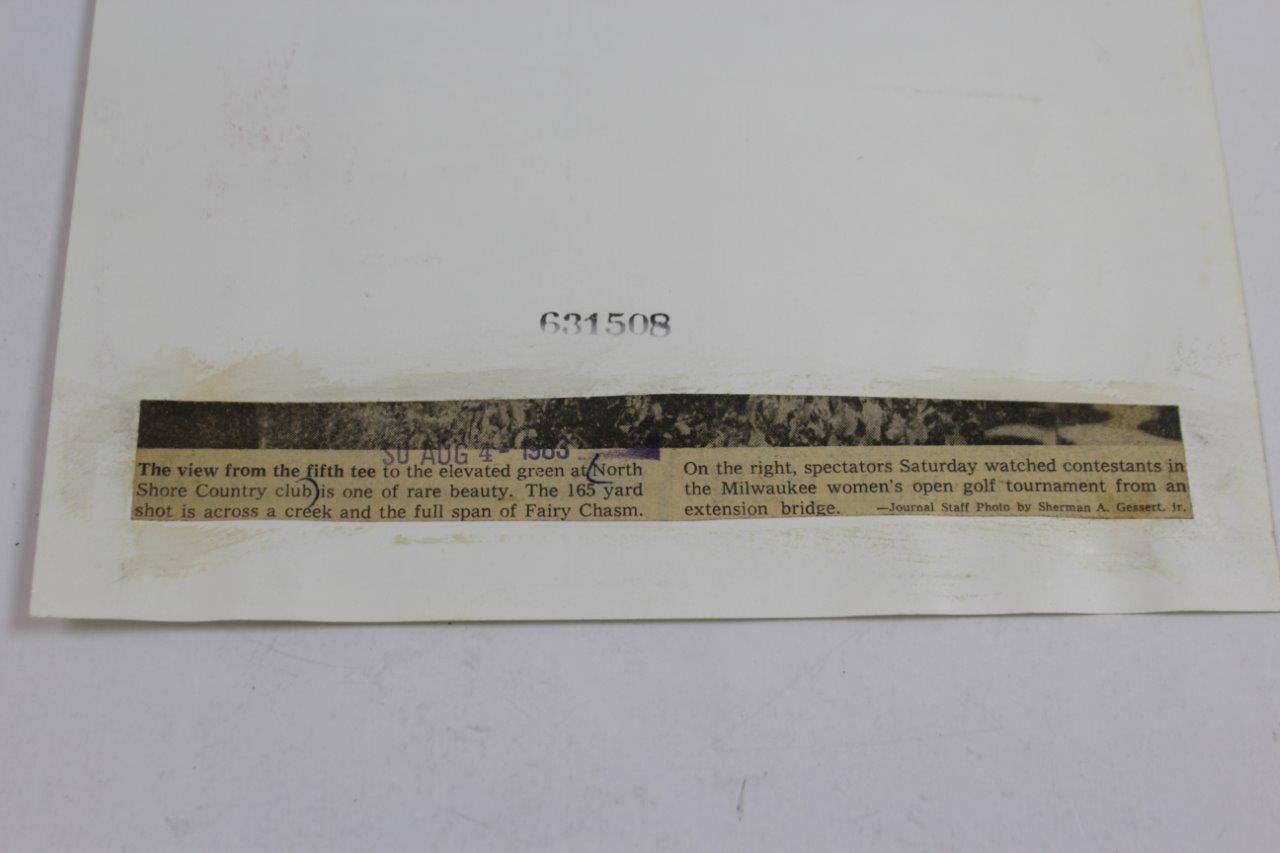 631508
SU AUG 4 - 1963
The view from the fifth tee to the elevated green at North
Shore Country club is one of rare beauty. The 165 yard
shot is across a creek and the full span of Fairy Chasm.
On the right, spectators Saturday watched contestants in
the Milwaukee women's open golf tournament from an
extension bridge. —Journal Staff Photo by Sherman A. Gessert, jr.